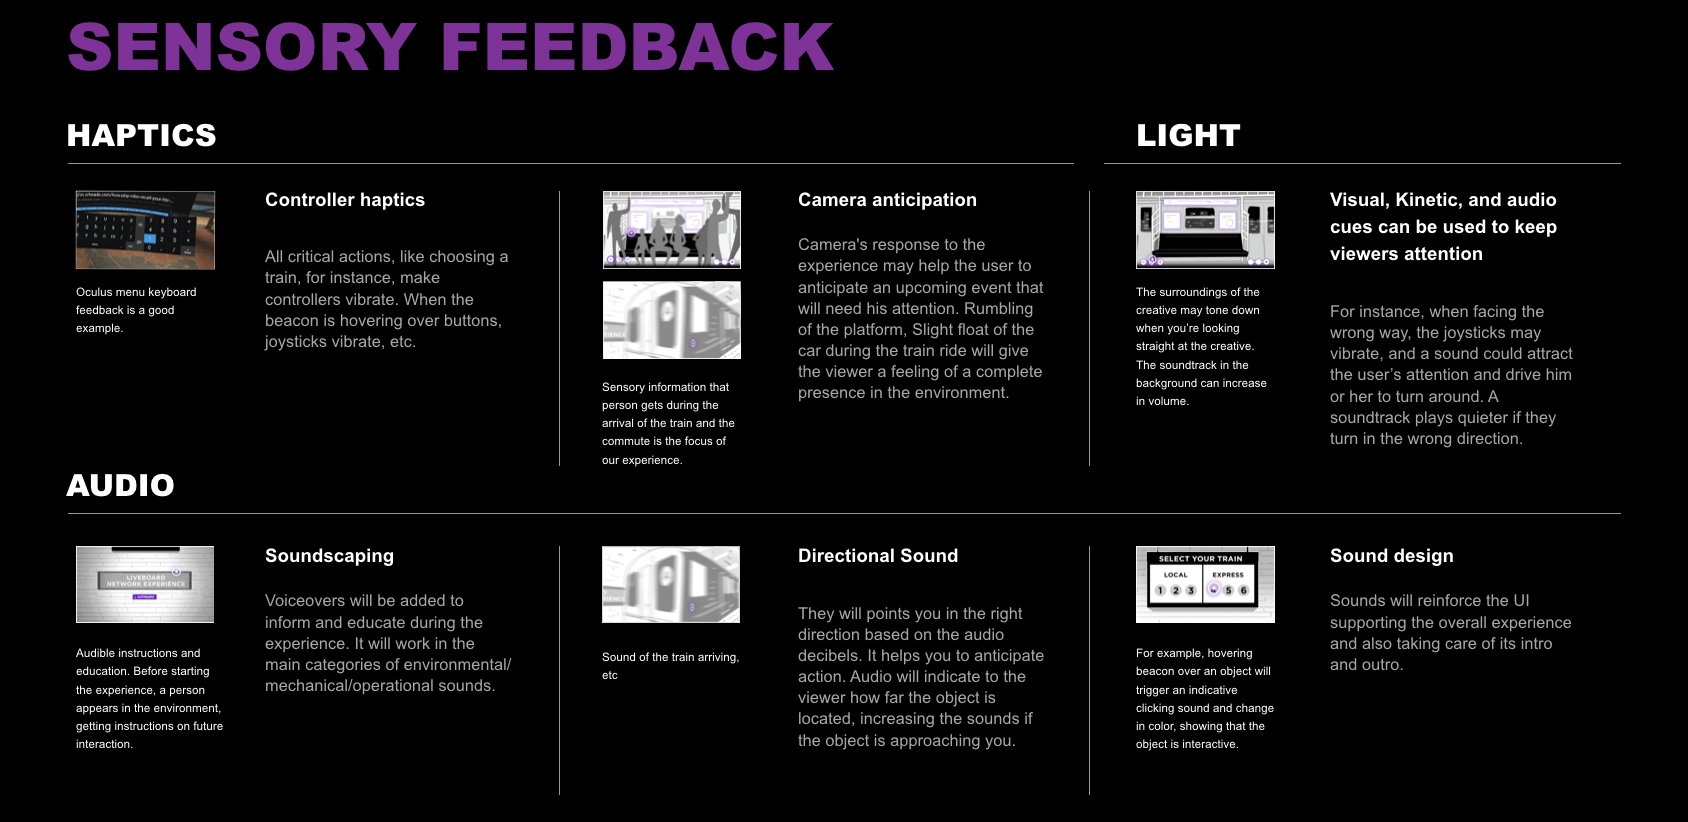 SENSORY FEEDBACK
HAPTICS
Controller haptics
All critical actions, like choosing a
train, for instance, make
controllers vibrate. When the
beacon is hovering over buttons,
joysticks vibrate, etc.
Oculus menu keyboard
feedback is a good
example.
Camera anticipation
Camera's response to the
experience may help the user to
anticipate an upcoming event that
will need his attention. Rumbling
of the platform, Slight float of the
car during the train ride will give
the viewer a feeling of a complete
presence in the environment.
Sensory information that
person gets during the
arrival of the train and the
commute is the focus of
our experience.
LIGHT
Visual, Kinetic, and audio
cues can be used to keep
viewers attention
The surroundings of the
creative may tone down
when you’re looking
straight at the creative.
The soundtrack in the
background can increase
in volume.
For instance, when facing the
wrong way, the joysticks may
vibrate, and a sound could attract
the user’s attention and drive him
or her to turn around. A
soundtrack plays quieter if they
turn in the wrong direction.
AUDIO
LIVEBOARD
NETWORK EXPERIENCE
Audible instructions and
education. Before starting
the experience, a person
appears in the environment,
getting instructions on future
interaction.
Soundscaping
Voiceovers will be added to
inform and educate during the
experience. It will work in the
main categories of environmental/
mechanical/operational sounds.
Sound of the train arriving,
etc
Directional Sound
They will points you in the right
direction based on the audio
decibels. It helps you to anticipate
action. Audio will indicate to the
viewer how far the object is
located, increasing the sounds if
the object is approaching you.
SELECT YOUR TRAIN
LOCAL EXPRESS
1 2 3 5 6
For example, hovering
beacon over an object will
trigger an indicative
clicking sound and change
in color, showing that the
object is interactive.
Sound design
Sounds will reinforce the UI
supporting the overall experience
and also taking care of its intro
and outro.